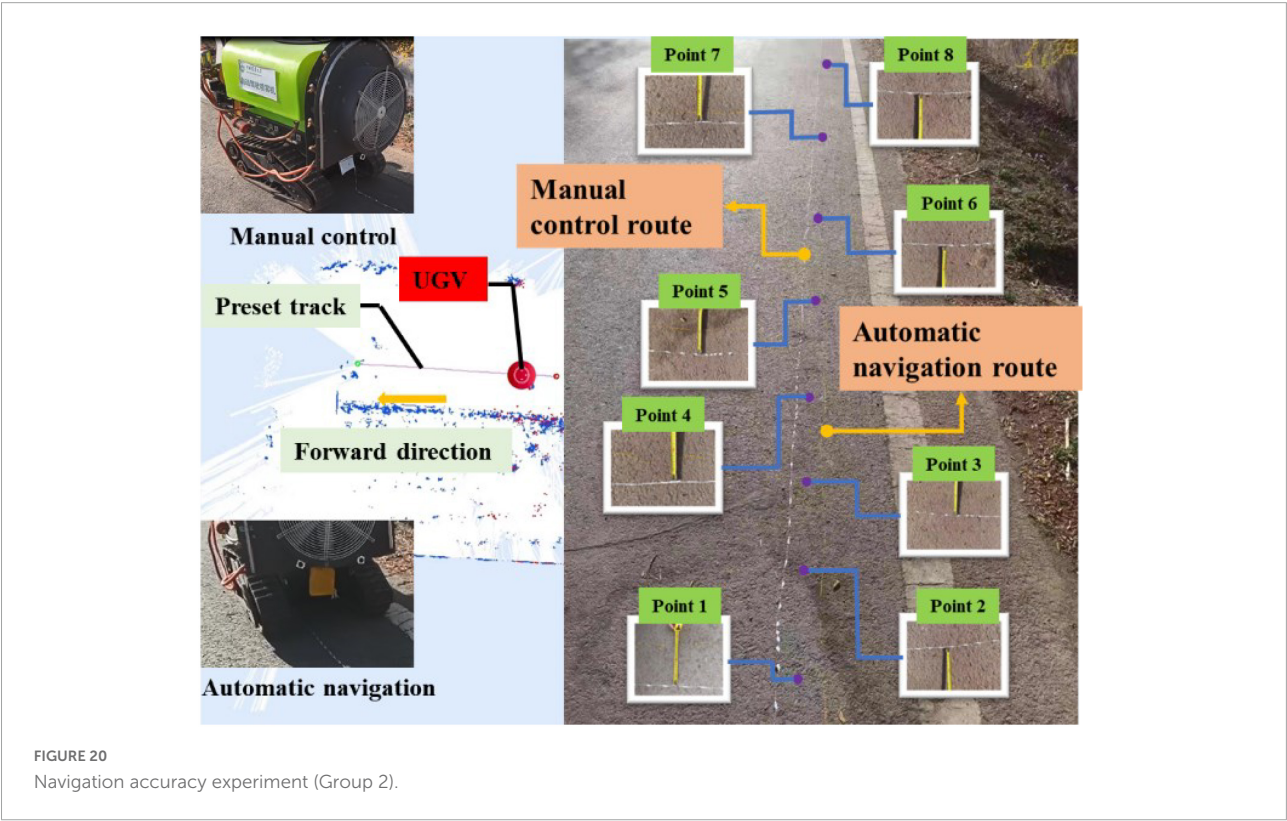 Point 7
Point 8
Manual
control route
Point 6
Manual control
UGV
Preset track
Point 5
Automatic
navigation route
Point 4
Forward direction
Point 3
Point 1
Point 2
Automatic navigation
FIGURE 20
Navigation accuracy experiment (Group 2).